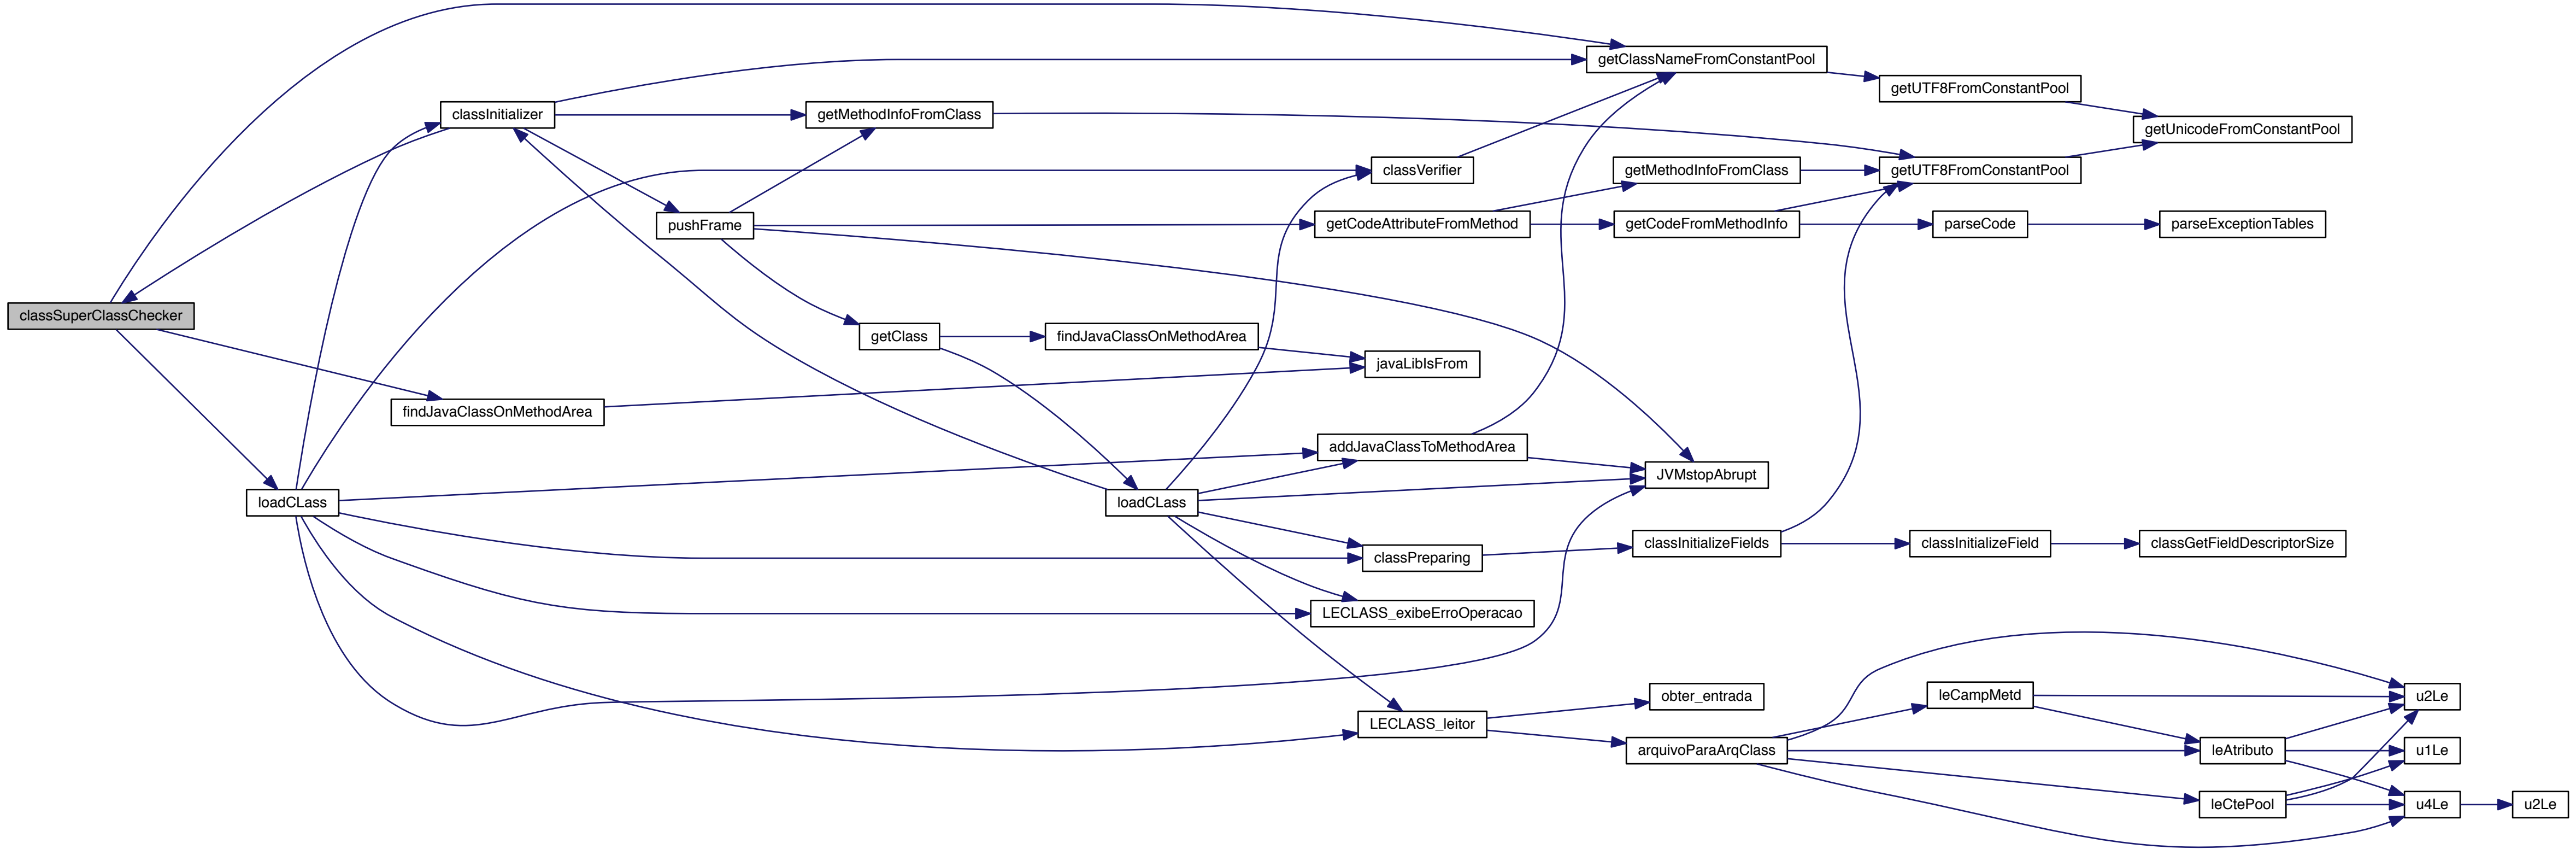 getClassNameFromConstantPool
getUTF8FromConstantPool
classInitializer
getMethodInfoFromClass
getUnicodeFromConstantPool
classVerifier
getMethodInfoFromClass
getUTF8FromConstantPool
pushFrame
getCodeAttributeFromMethod
getCodeFromMethodInfo
parseCode
parseExceptionTables
classSuperClassChecker
getClass
findJavaClassOnMethodArea
javaLibIsFrom
findJavaClassOnMethodArea
addJavaClassToMethodArea
JVMstopAbrupt
loadCLass
loadCLass
classPreparing
classInitializeFields
classInitializeField
classGetFieldDescriptorSize
LECLASS_exibeErroOperacao
obter_entrada
leCampMetd
u2Le
LECLASS_leitor
arquivoParaArqClass
leAtributo
u1Le
leCtePool
u4Le
u2Le